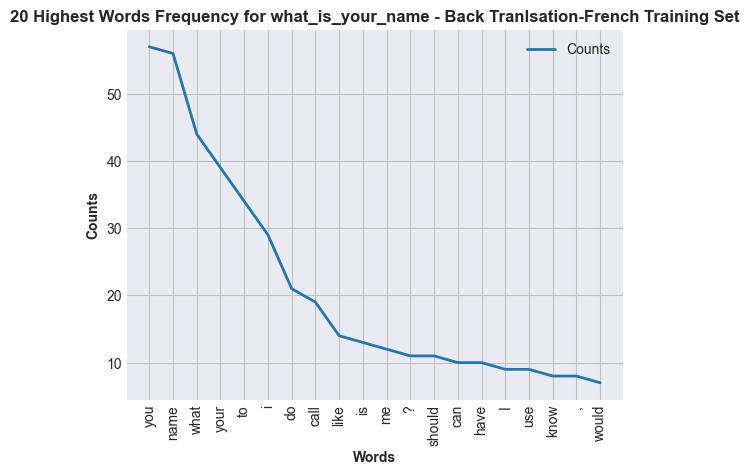 20 Highest Words Frequency for what_is_your_name - Back Tranlsation-French Training Set
Counts
50
40
30
20
10
Counts
you
name
what
your
to
i
do
call
like
is
me
?
should
can
have
I
use
know
,
would
Words